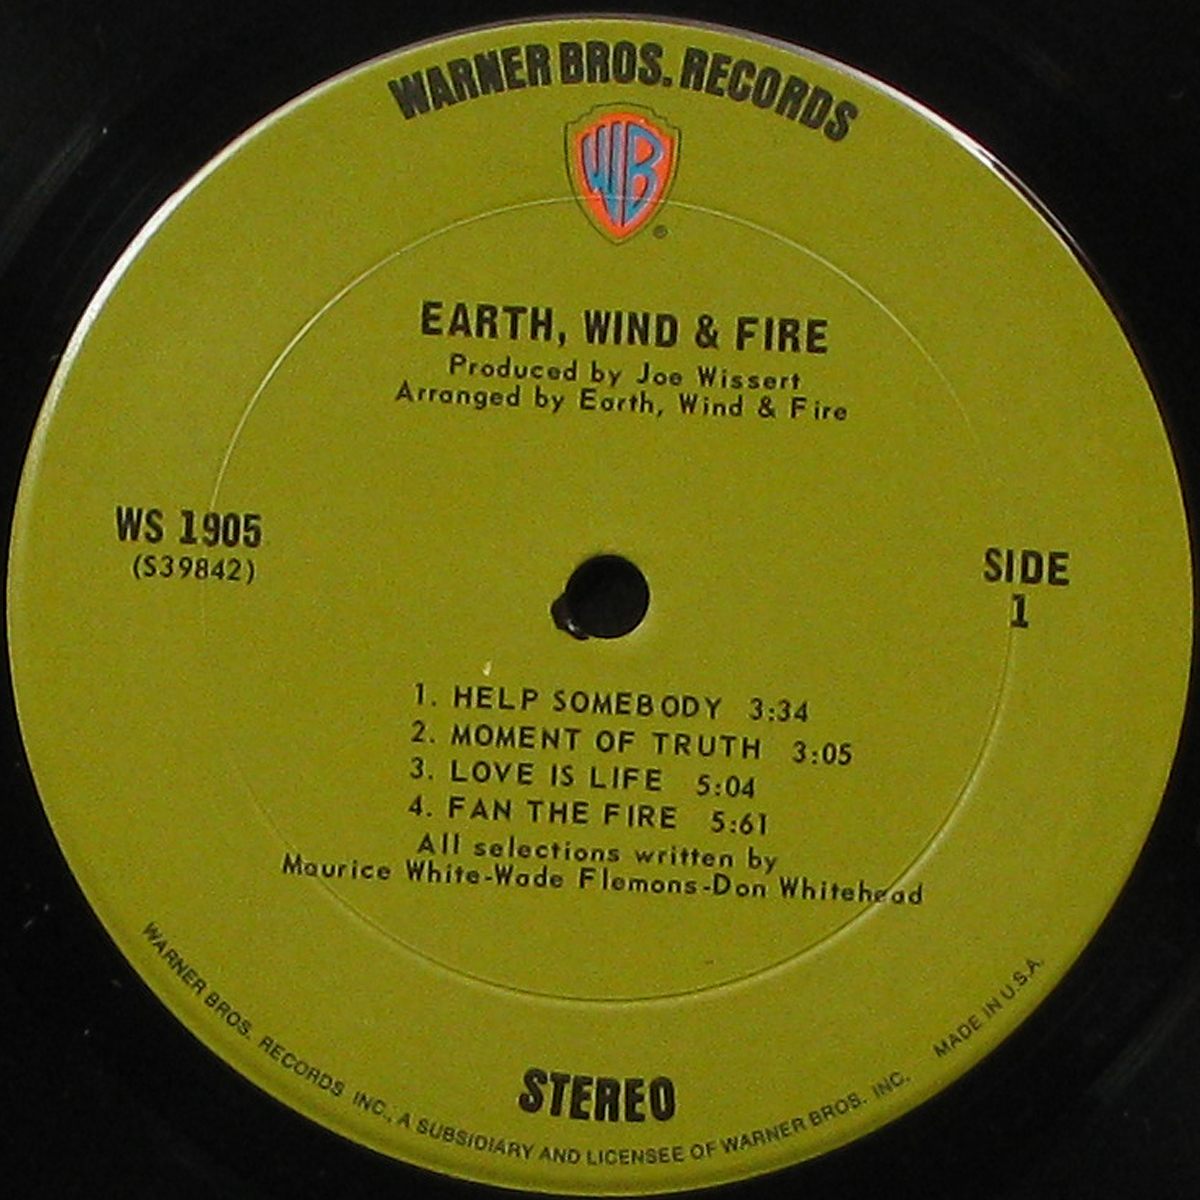 WARNER BROS. RECORDS
WB
®
EARTH, WIND & FIRE
Produced by Joe Wissert
Arranged by Earth, Wind & Fire
WS 1905
(S39842)
SIDE
1
1. HELP SOMEBODY 3:34
2. MOMENT OF TRUTH 3:05
3. LOVE IS LIFE 5:04
4. FAN THE FIRE 5:61
All selections written by
Maurice White-Wade Flemons-Don Whitehead
STEREO
WARNER BROS. RECORDS INC., A SUBSIDIARY AND LICENSEE OF WARNER BROS. INC. MADE IN U.S.A.